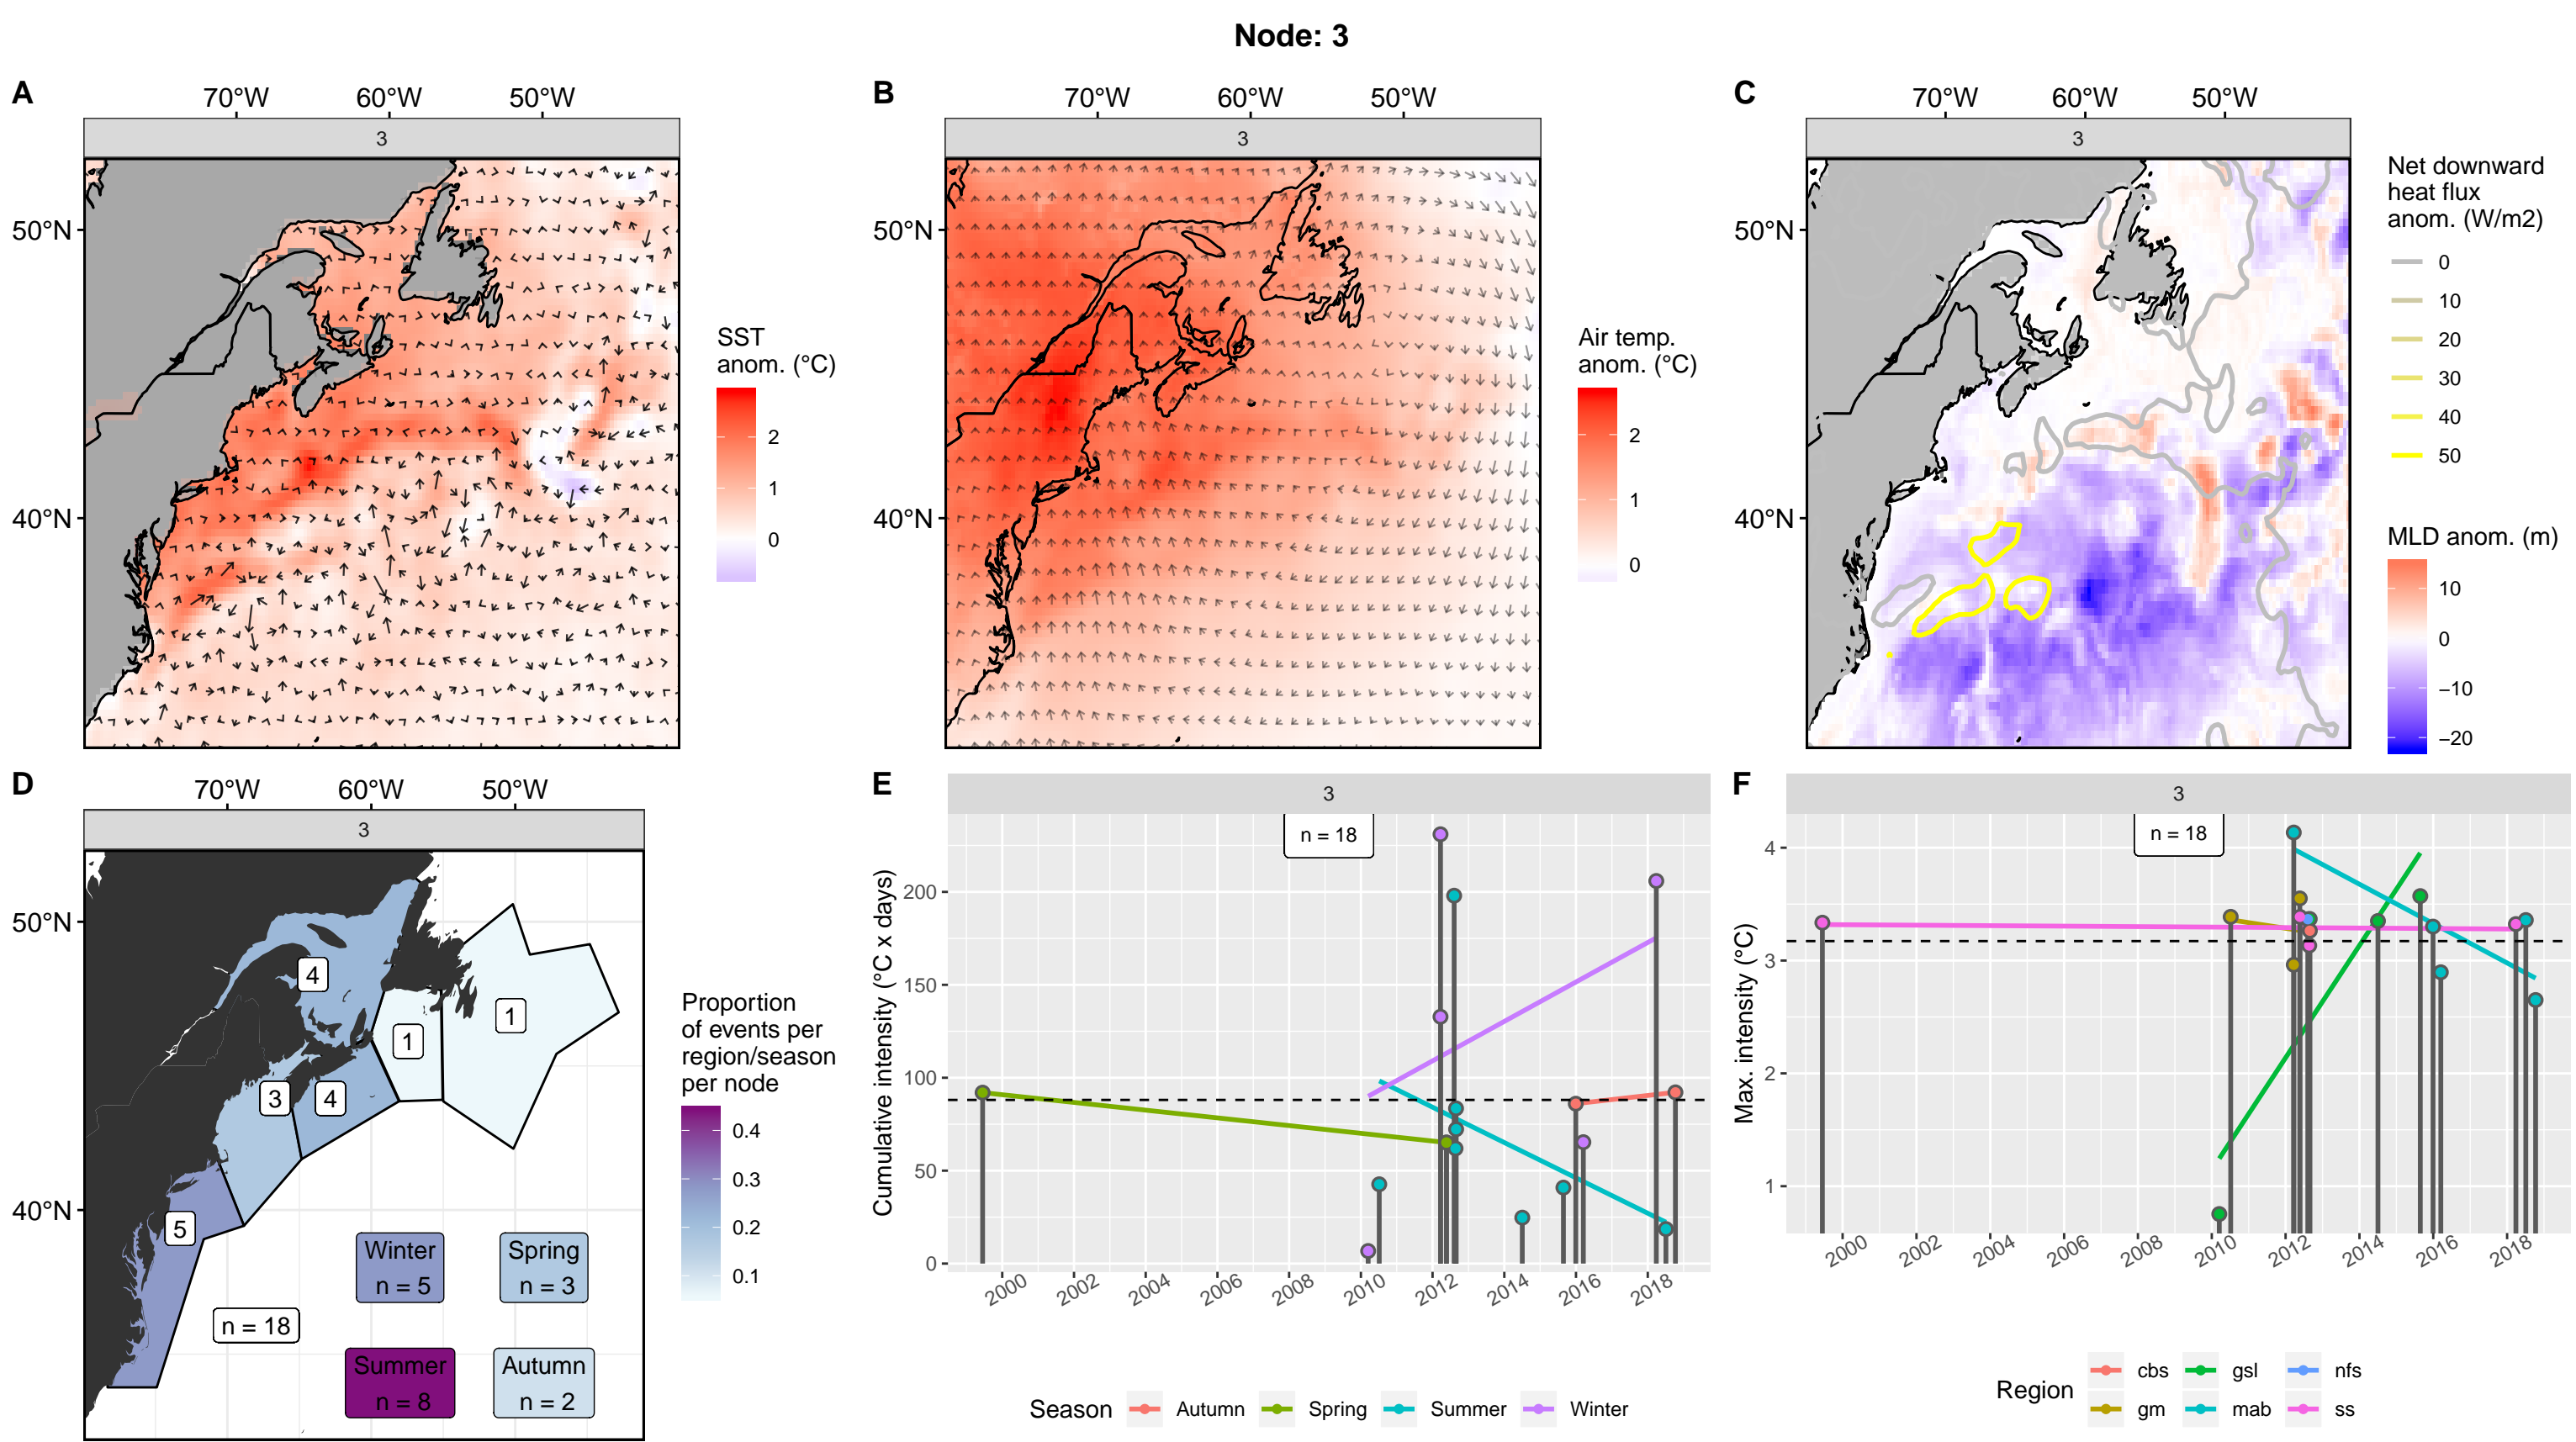 Node: 3
A
70°W 60°W 50°W
3
50°N
40°N
SST
anom. (°C)
2
1
0
B
70°W 60°W 50°W
3
50°N
40°N
Air temp.
anom. (°C)
2
1
0
C
70°W 60°W 50°W
3
50°N
40°N
Net downward
heat flux
anom. (W/m2)
0
10
20
30
40
50
MLD anom. (m)
10
0
−10
−20
D
70°W 60°W 50°W
3
50°N
40°N
4
1
1
3
4
5
n = 18
Winter
n = 5
Spring
n = 3
Summer
n = 8
Autumn
n = 2
Proportion
of events per
region/season
per node
0.4
0.3
0.2
0.1
E
3
n = 18
Cumulative intensity (°C x days)
200
150
100
50
0
2000 2002 2004 2006 2008 2010 2012 2014 2016 2018
Season Autumn Spring Summer Winter
F
3
n = 18
Max. intensity (°C)
4
3
2
1
2000 2002 2004 2006 2008 2010 2012 2014 2016 2018
Region
cbs gsl nfs
gm mab ss